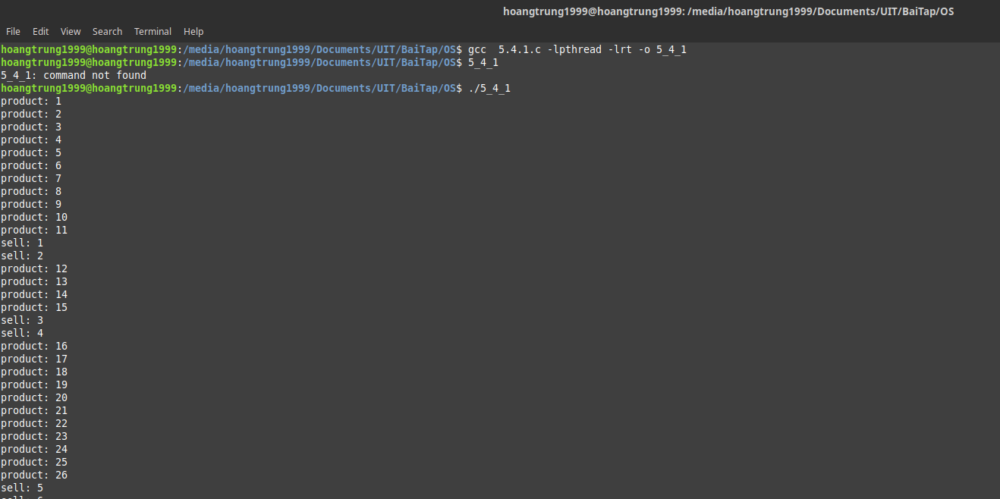 hoangtrung1999@hoangtrung1999: /media/hoangtrung1999/Documents/UIT/BaiTap/OS
File Edit View Search Terminal Help
hoangtrung1999@hoangtrung1999:/media/hoangtrung1999/Documents/UIT/BaiTap/OS$ gcc  5.4.1.c -lpthread -lrt -o 5_4_1
hoangtrung1999@hoangtrung1999:/media/hoangtrung1999/Documents/UIT/BaiTap/OS$ 5_4_1
5_4_1: command not found
hoangtrung1999@hoangtrung1999:/media/hoangtrung1999/Documents/UIT/BaiTap/OS$ ./5_4_1
product: 1
product: 2
product: 3
product: 4
product: 5
product: 6
product: 7
product: 8
product: 9
product: 10
product: 11
sell: 1
sell: 2
product: 12
product: 13
product: 14
product: 15
sell: 3
sell: 4
product: 16
product: 17
product: 18
product: 19
product: 20
product: 21
product: 22
product: 23
product: 24
product: 25
product: 26
sell: 5